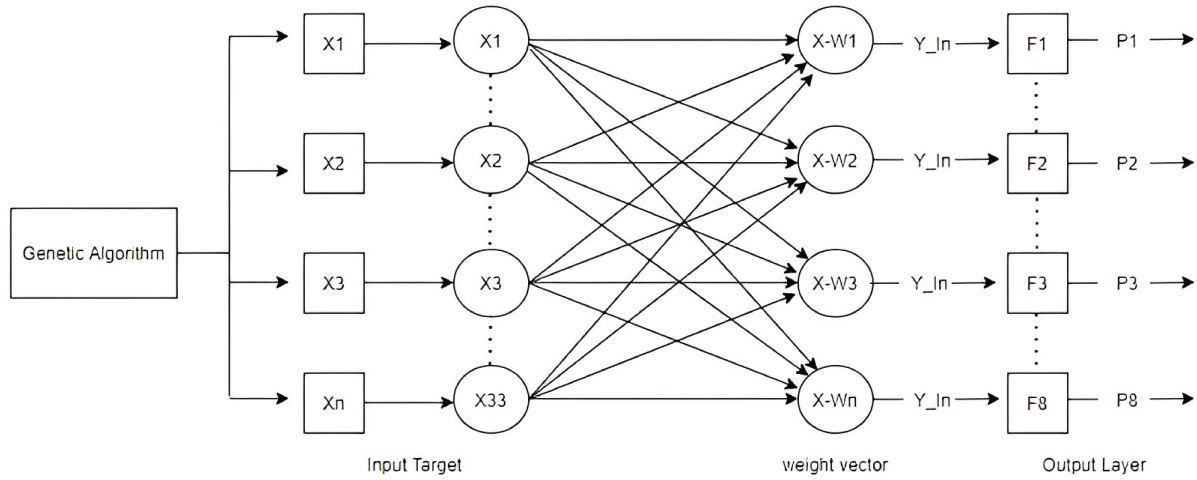 X1 X1 X-W1 Y_In F1 P1
X2 X2 X-W2 Y_In F2 P2
Genetic Algorithm
X3 X3 X-W3 Y_In F3 P3
Xn X33 X-Wn Y_In F8 P8
Input Target weight vector Output Layer